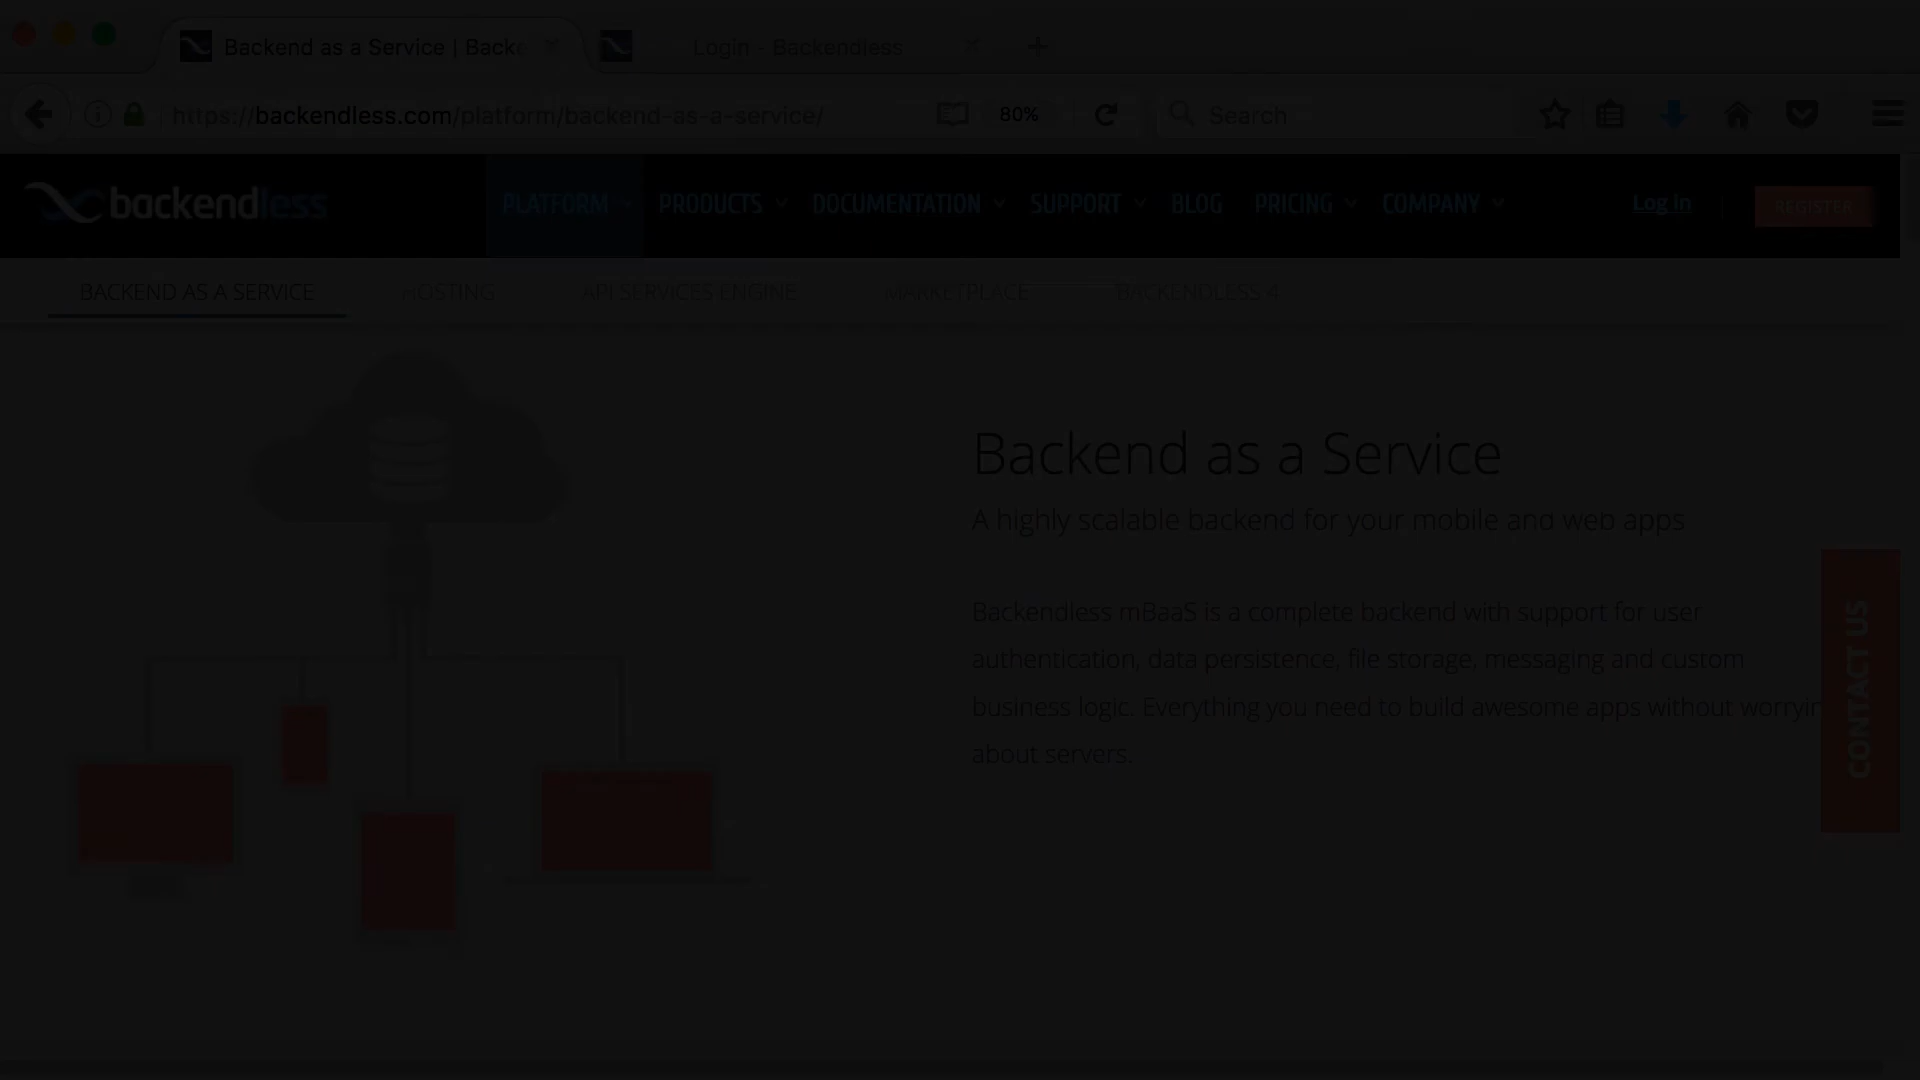 Backend as a Service | Backe
Login - Backendless
https://backendless.com/platform/backend-as-a-service/
80%
Search
backendless
PLATFORM
PRODUCTS
DOCUMENTATION
SUPPORT
BLOG
PRICING
COMPANY
Log In
REGISTER
BACKEND AS A SERVICE
HOSTING
API SERVICES ENGINE
MARKETPLACE
BACKENDLESS 4
Backend as a Service
A highly scalable backend for your mobile and web apps
Backendless mBaaS is a complete backend with support for user
authentication, data persistence, file storage, messaging and custom
business logic. Everything you need to build awesome apps without worryin
about servers.
CONTACT US